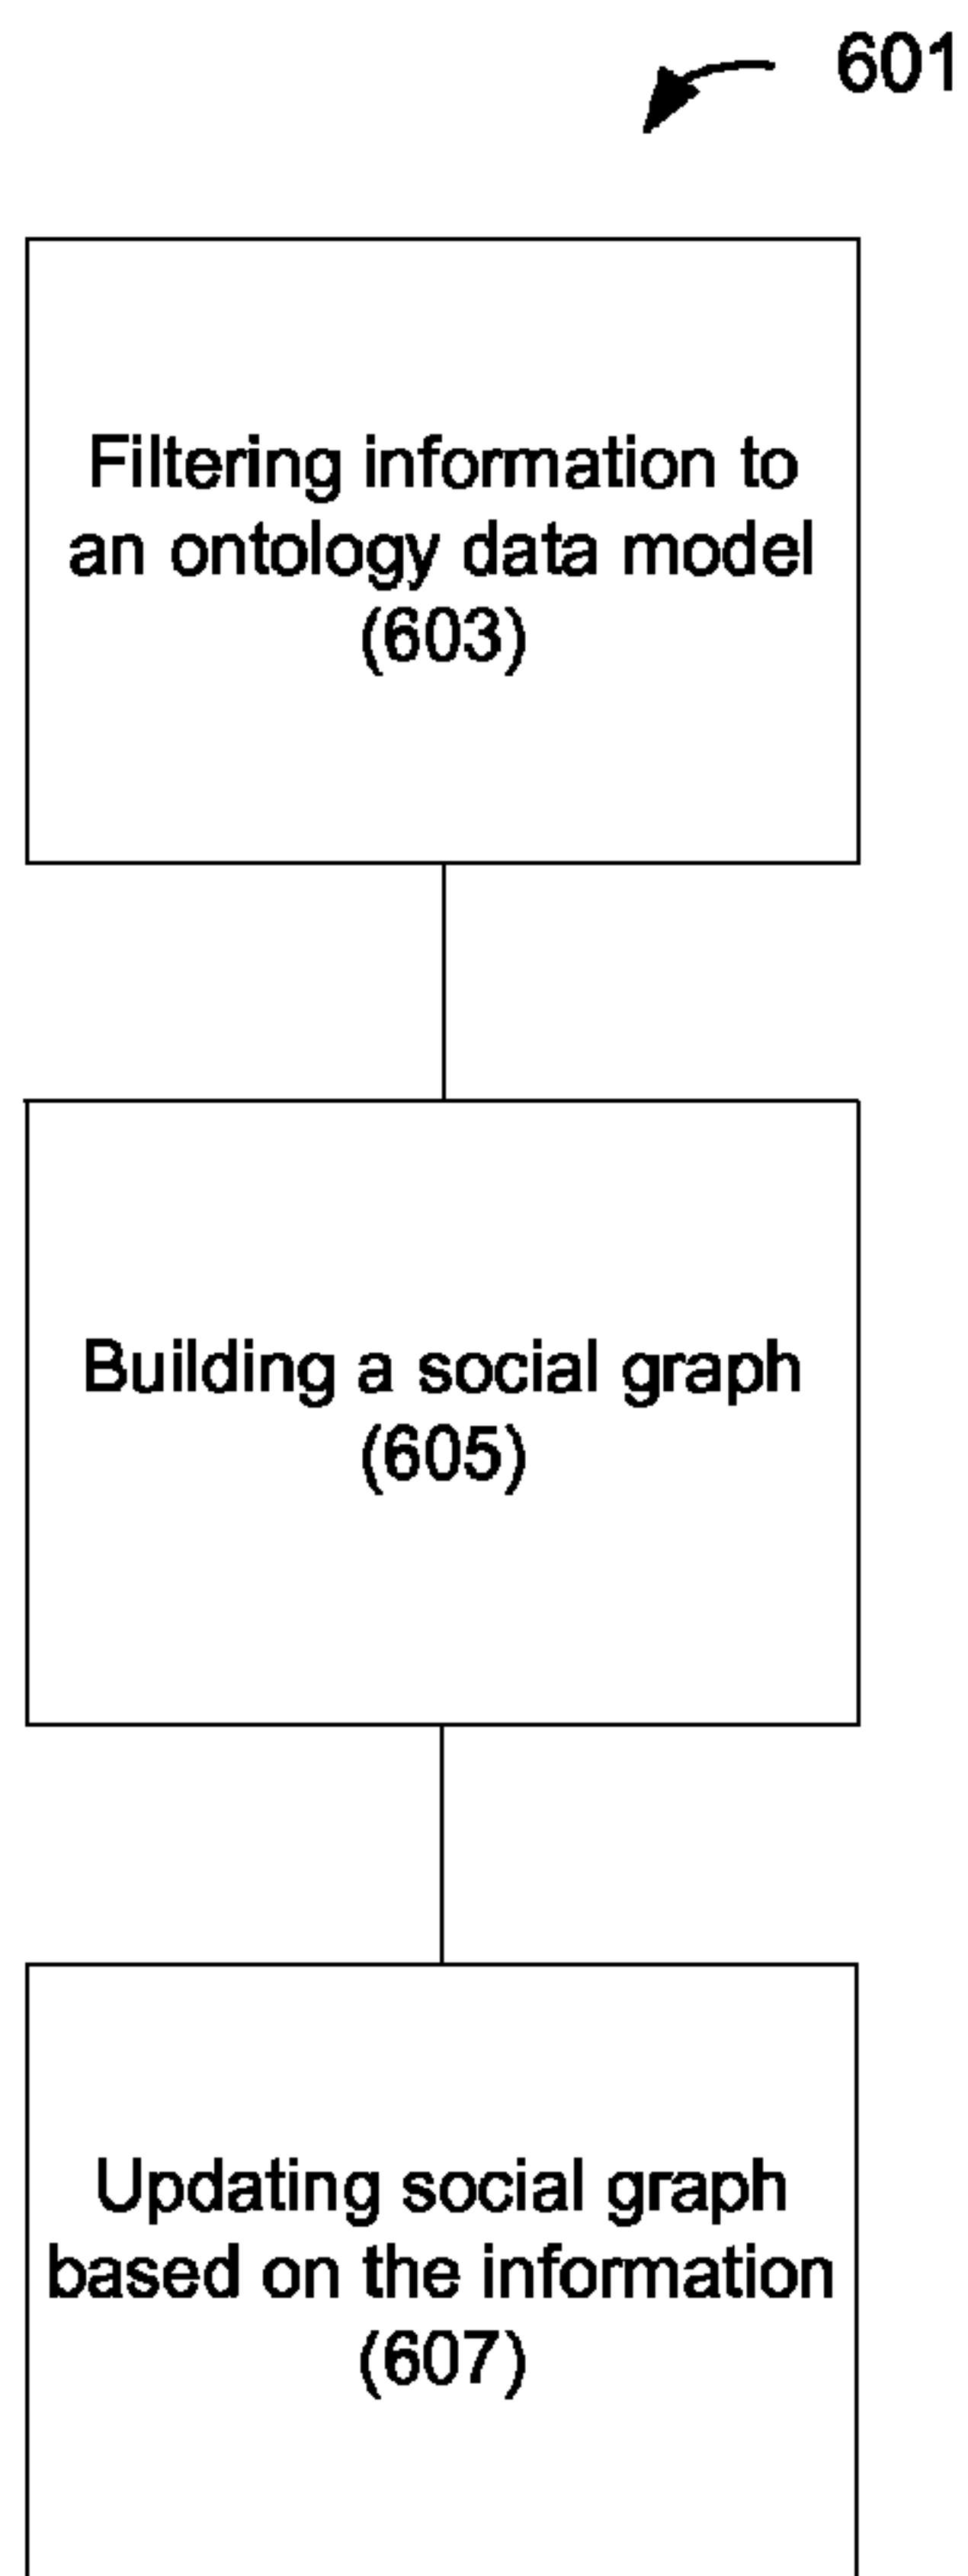 601
Filtering information to
an ontology data model
(603)
Building a social graph
(605)
Updating social graph
based on the information
(607)